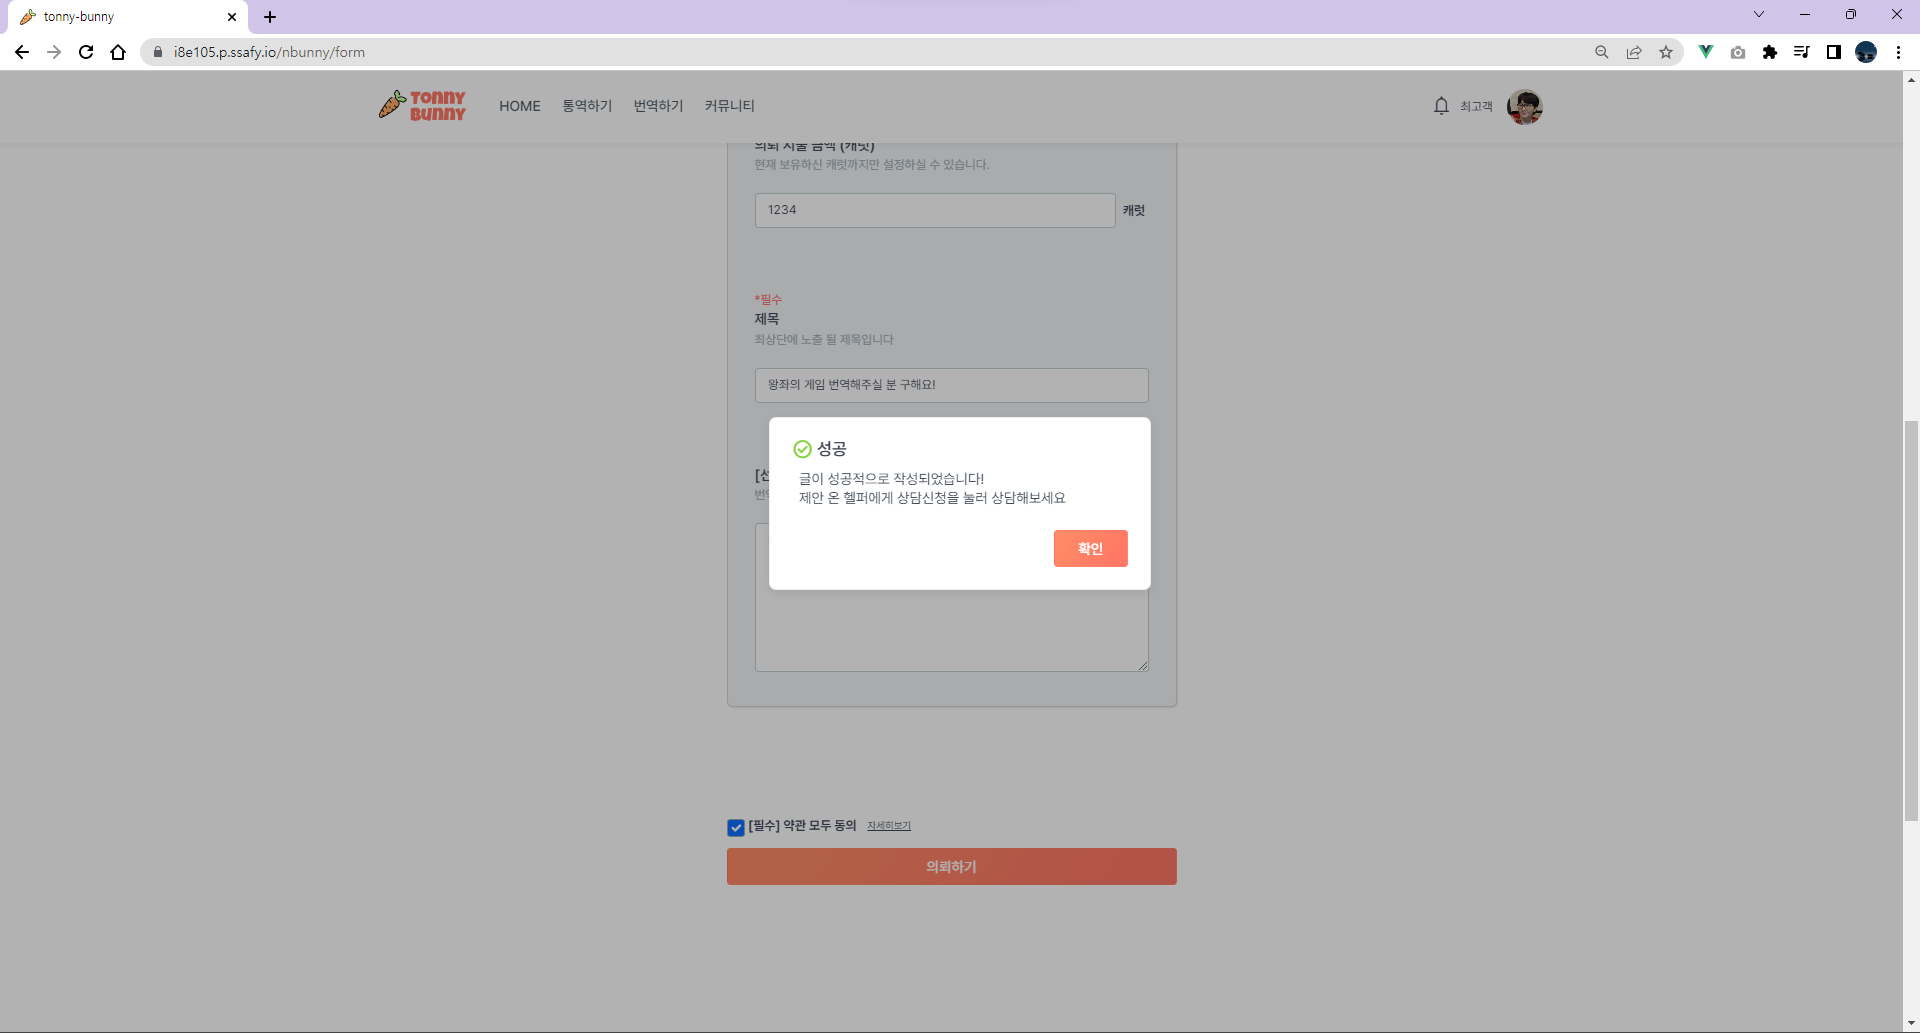 tonny-bunny
i8e105.p.ssafy.io/nbunny/form
TONNY BUNNY
HOME 통역하기 번역하기 커뮤니티
최고객
의뢰 지불 금액 (캐럿)
현재 보유하신 캐럿까지만 설정하실 수 있습니다.
1234 캐럿
*필수
제목
최상단에 노출 될 제목입니다
왕좌의 게임 번역해주실 분 구해요!
성공
글이 성공적으로 작성되었습니다!
제안 온 헬퍼에게 상담신청을 눌러 상담해보세요
확인
[필수] 약관 모두 동의 자세히보기
의뢰하기